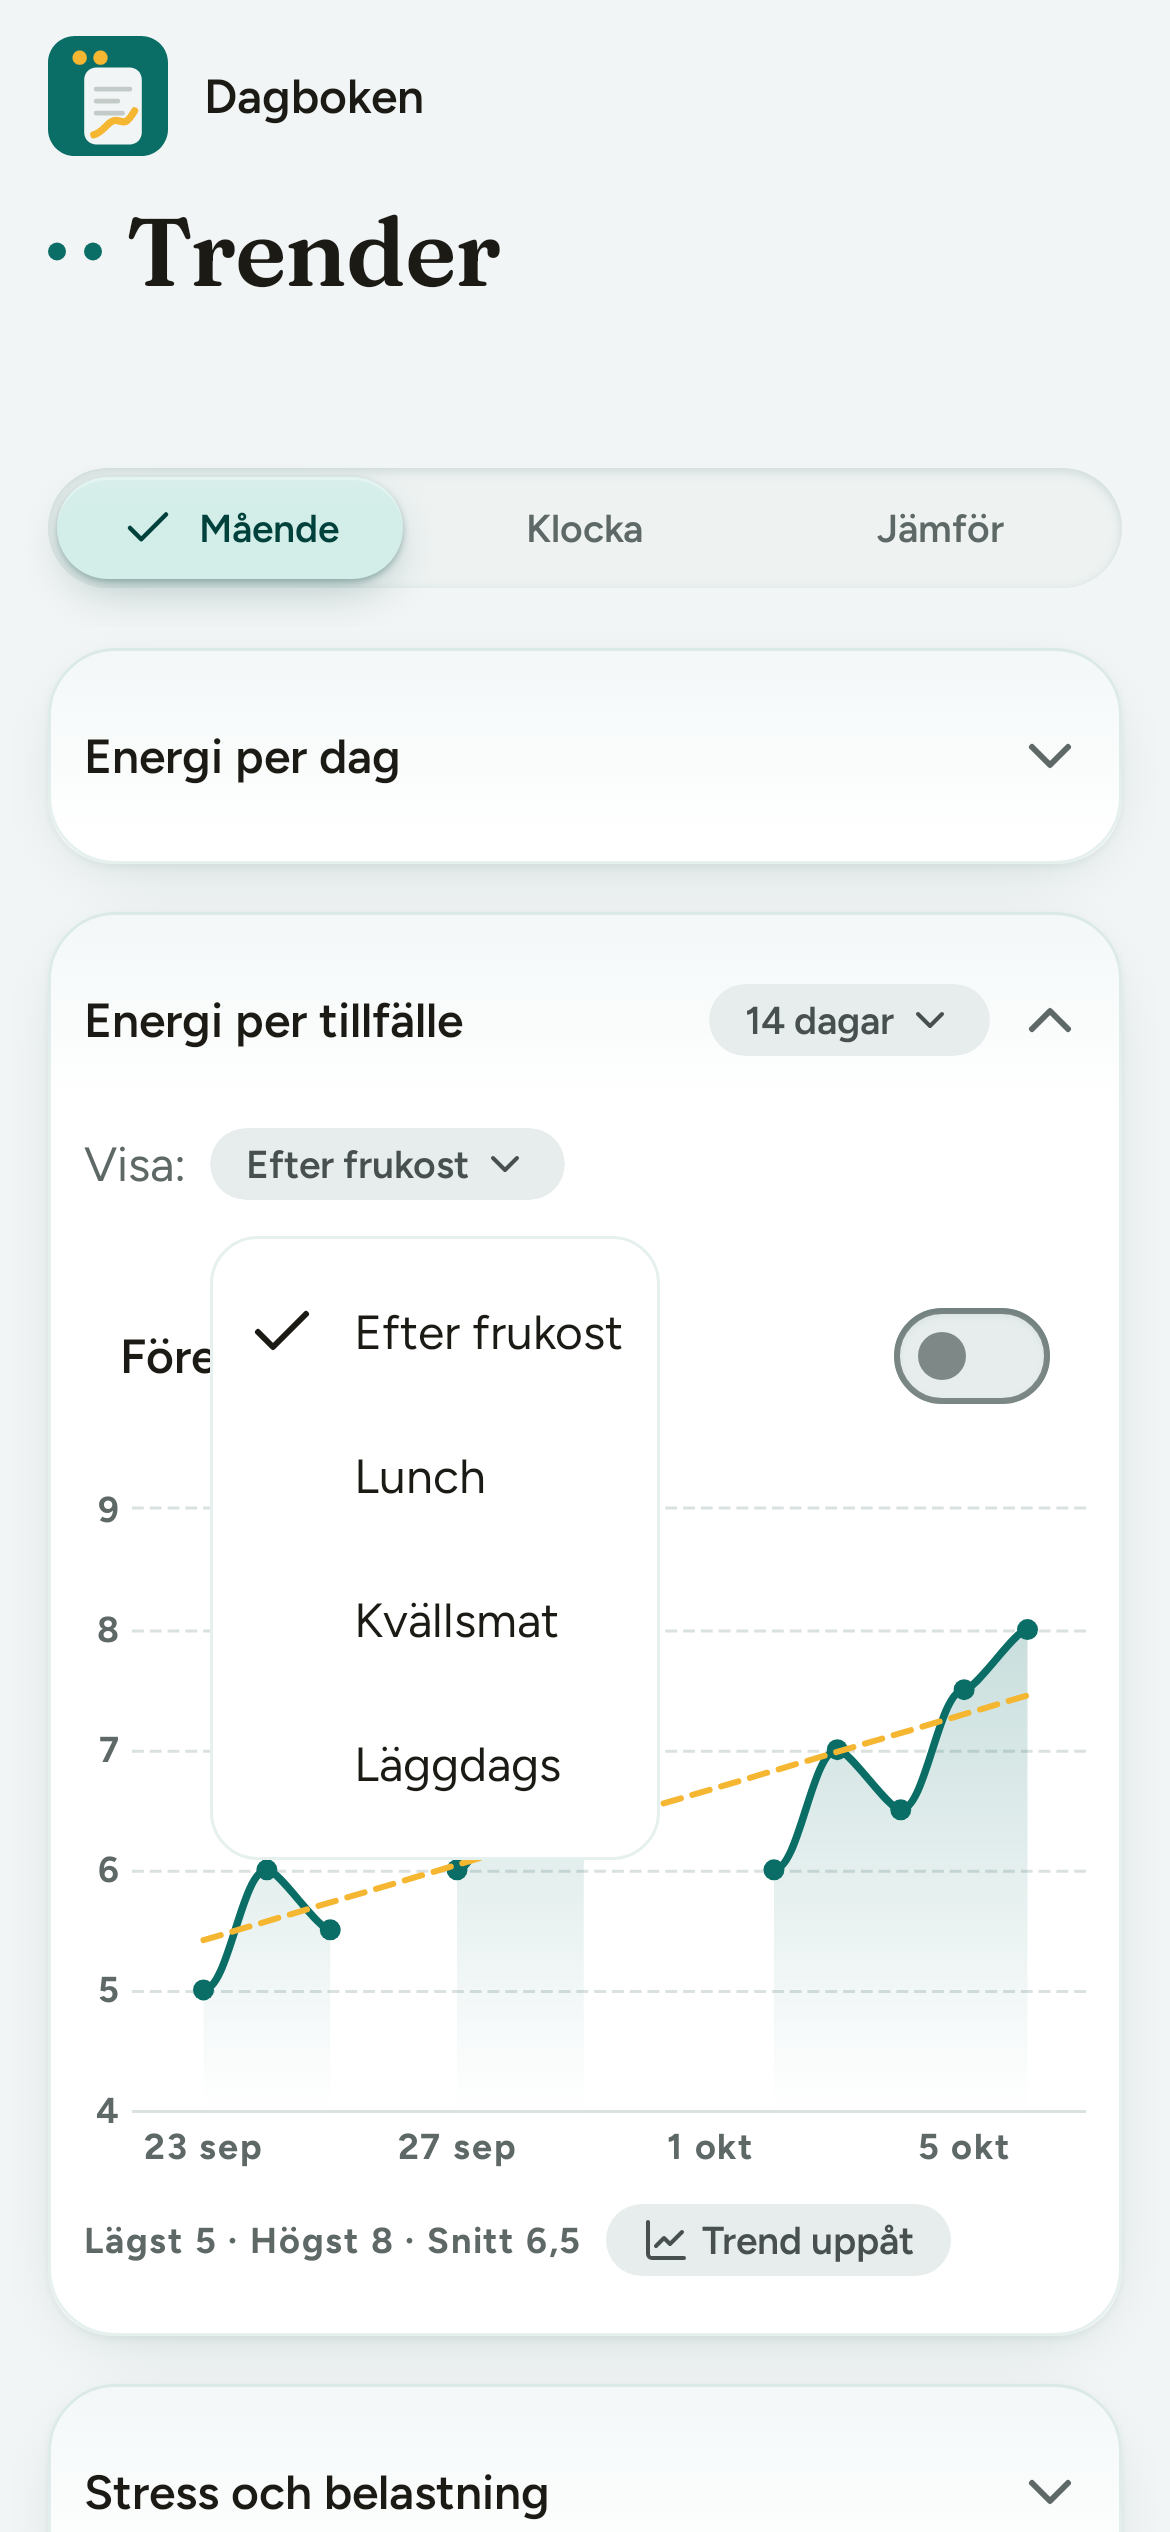 Dagboken
Trender
Mående
Klocka
Jämför
Energi per dag
Energi per tillfälle
14 dagar
Visa:
Efter frukost
Efter frukost
Lunch
Kvällsmat
Läggdags
9
8
7
6
5
4
23 sep
27 sep
1 okt
5 okt
Lägst 5 · Högst 8 · Snitt 6,5
Trend uppåt
Stress och belastning